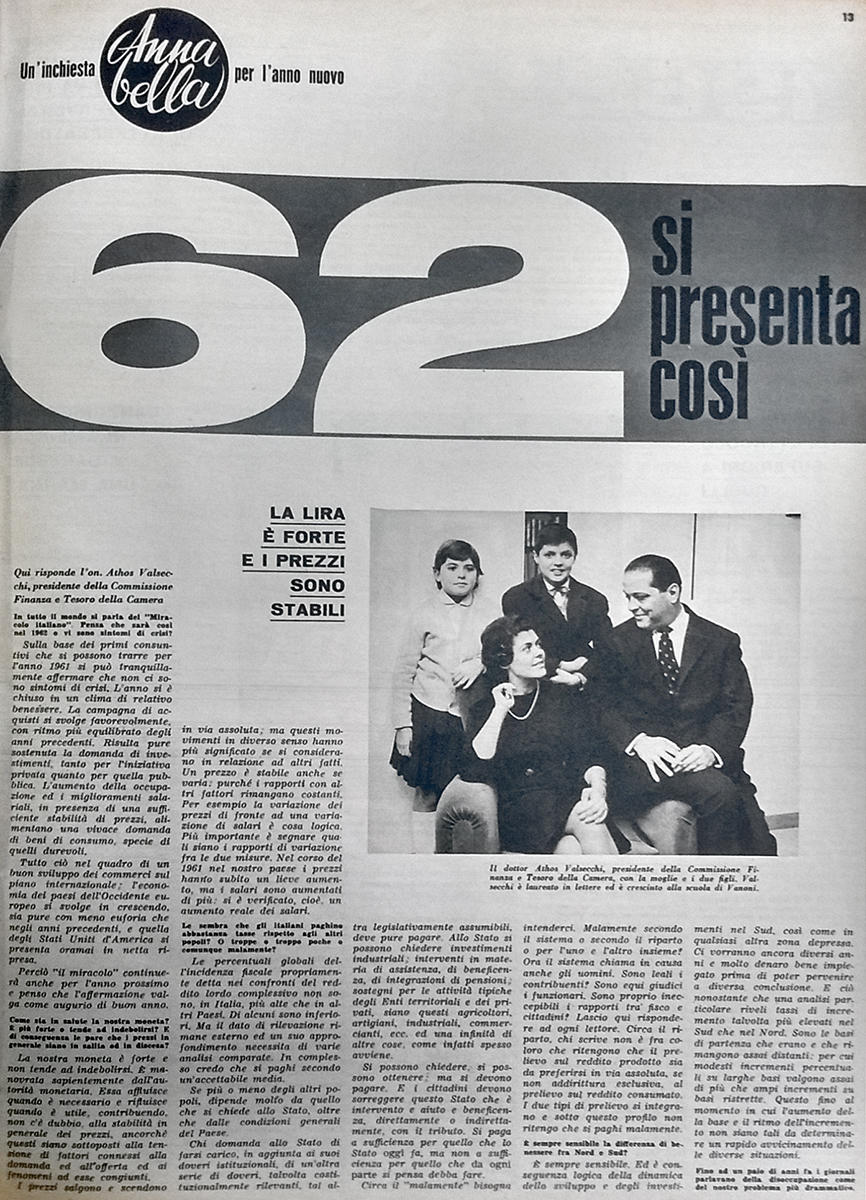 13
Un'inchiesta
Anna
bella
per l'anno nuovo
62
si
presenta
così
LA LIRA
È FORTE
E I PREZZI
SONO
STABILI
Qui risponde l'on. Athos Valsec-
chi, presidente della Commissione
Finanza e Tesoro della Camera
In tutto il mondo si parla del "Mira-
colo italiano". Pensa che sarà così
nel 1962 o vi sono sintomi di crisi?
Sulla base dei primi consun-
tivi che si possono trarre per
l'anno 1961 si può tranquilla-
mente affermare che non ci so-
no sintomi di crisi. L'anno si è
chiuso in un clima di relativo
benessere. La campagna di ac-
quisti si svolge favorevolmente,
con ritmo più equilibrato degli
anni precedenti. Risulta pure
sostenuta la domanda di inve-
stimenti, tanto per l'iniziativa
privata quanto per quella pub-
blica. L'aumento della occupa-
zione ed i miglioramenti sala-
riali, in presenza di una suffi-
ciente stabilità di prezzi, ali-
mentano una vivace domanda
di beni di consumo, specie di
quelli durevoli.
Tutto ciò nel quadro di un
buon sviluppo dei commerci sul
piano internazionale; l'econo-
mia dei paesi dell'Occidente eu-
ropeo si svolge in crescendo,
sia pure con meno euforia che
negli anni precedenti, e quella
degli Stati Uniti d'America si
presenta oramai in netta ri-
presa.
Perciò "il miracolo" continue-
rà anche per l'anno prossimo
e penso che l'affermazione val-
ga come augurio di buon anno.
Come sta in salute la nostra moneta?
È più forte o tende ad indebolirsi? E
di conseguenza le pare che i prezzi in
generale siano in salita od in discesa?
La nostra moneta è forte e
non tende ad indebolirsi. È ma-
novrata sapientemente dall'au-
torità monetaria. Essa affluisce
quando è necessario e rifluisce
quando è utile, contribuendo,
non c'è dubbio, alla stabilità in
generale dei prezzi, ancorché
questi siano sottoposti alla ten-
sione di fattori connessi alla
domanda ed all'offerta ed ai
fenomeni ad esse congiunti.
I prezzi salgono e scendono
in via assoluta; ma questi mo-
vimenti in diverso senso hanno
più significato se si considera-
no in relazione ad altri fatti.
Un prezzo è stabile anche se
varia; purché i rapporti con al-
tri fattori rimangano costanti.
Per esempio la variazione dei
prezzi di fronte ad una varia-
zione di salari è cosa logica.
Più importante è segnare qua-
li siano i rapporti di variazione
fra le due misure. Nel corso del
1961 nel nostro paese i prezzi
hanno subito un lieve aumen-
to, ma i salari sono aumentati
di più: si è verificato, cioè, un
aumento reale dei salari.
Le sembra che gli italiani paghino
abbastanza tasse rispetto agli altri
popoli? O troppo o troppo poche o
comunque malamente?
Le percentuali globali del-
l'incidenza fiscale propriamen-
te detta nei confronti del red-
dito lordo complessivo non so-
no, in Italia, più alte che in al-
tri Paesi. Di alcuni sono inferio-
ri. Ma il dato di rilevazione ri-
mane esterno ed un suo appro-
fondimento necessita di varie
analisi comparate. In comples-
so credo che si paghi secondo
un'accettabile media.
Se più o meno degli altri po-
poli, dipende molto da quello
che si chiede allo Stato, oltre
che dalle condizioni generali
del Paese.
Chi domanda allo Stato di
farsi carico, in aggiunta ai suoi
doveri istituzionali, di un'altra
serie di doveri, talvolta costi-
tuzionalmente rilevanti, tal al-
Il dottor Athos Valsecchi, presidente della Commissione Fi-
nanza e Tesoro della Camera, con la moglie e i due figli. Val-
secchi è laureato in lettere ed è cresciuto alla scuola di Vanoni.
tra legislativamente assumibili,
deve pure pagare. Allo Stato si
possono chiedere investimenti
industriali; interventi in mate-
ria di assistenza, di beneficen-
za, di integrazioni di pensioni;
sostegni per le attività tipiche
degli Enti territoriali e dei pri-
vati, siano questi agricoltori,
artigiani, industriali, commer-
cianti, ecc. ed una infinità di
altre cose, come infatti spesso
avviene.
Si possono chiedere, si pos-
sono ottenere; ma si devono
pagare. E i cittadini devono
sorreggere questo Stato che è
intervento e aiuto e beneficen-
za, direttamente o indiretta-
mente, con il tributo. Si paga
a sufficienza per quello che lo
Stato oggi fa, ma non a suffi-
cienza per quello che da ogni
parte si pensa debba fare.
Circa il "malamente" bisogna
intenderci. Malamente secondo
il sistema o secondo il riparto
o per l'uno e l'altro insieme?
Ora il sistema chiama in causa
anche gli uomini. Sono leali i
contribuenti? Sono equi giudici
i funzionari. Sono proprio inec-
cepibili i rapporti tra fisco e
cittadini? Lascio qui risponde-
re ad ogni lettore. Circa il ri-
parto, chi scrive non è fra co-
loro che ritengono che il pre-
lievo sulla ricchezza prodotto sia
da preferirsi in via assoluta, se
non addirittura esclusiva, al
prelievo sul reddito consumato.
I due tipi di prelievo si integra-
no e sotto questo profilo non
ritengo che si paghi malamente.
È sempre sensibile la differenza di be-
nessere fra Nord e Sud?
È sempre sensibile. Ed è con-
seguenza logica della dinamica
dello sviluppo e degli investi-
menti nel Sud, così come in
qualsiasi altra zona depressa.
Ci vorranno ancora diversi an-
ni e molto denaro bene impie-
gato prima di poter pervenire
a diversa conclusione. E ciò
nonostante che una analisi par-
ticolare riveli tassi di incre-
mento talvolta più elevati nel
Sud che nel Nord. Sono le basi
di partenza che erano e che ri-
mangono assai distanti; per cui
modesti incrementi percentua-
li su larghe basi valgono assai
di più che ampi incrementi su
basi ristrette. Questo fino al
momento in cui l'aumento del-
la base e il ritmo dell'incremen-
to non siano tali da determina-
re un rapido avvicinamento del-
le diverse situazioni.
Fino ad un paio di anni fa i giornali
parlavano della disoccupazione come
del nostro problema più drammatico.